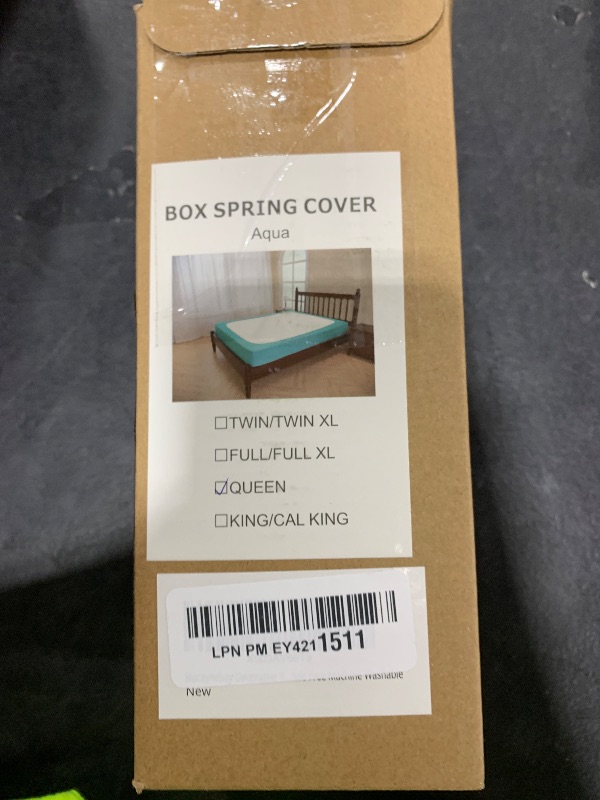 BOX SPRING COVER
Aqua
☐TWIN/TWIN XL
☐FULL/FULL XL
☑QUEEN
☐KING/CAL KING
LPN PM EY4211511
Machine Washable
New